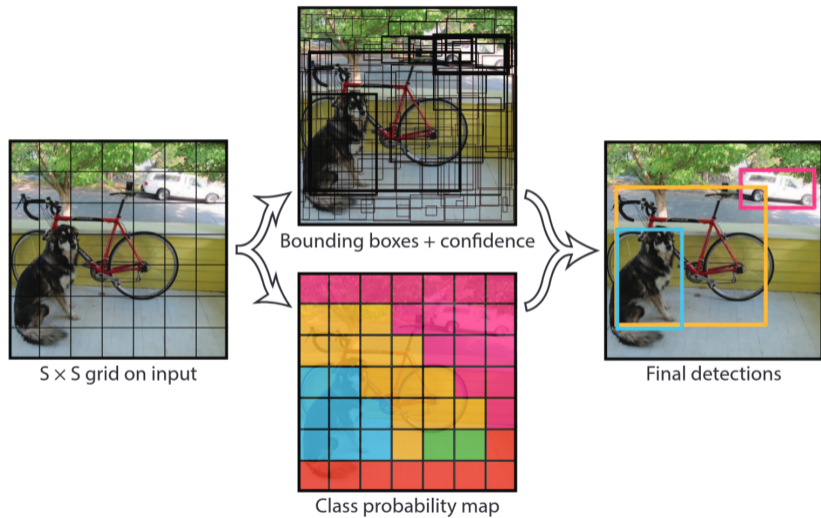 S × S grid on input
Bounding boxes + confidence
Class probability map
Final detections